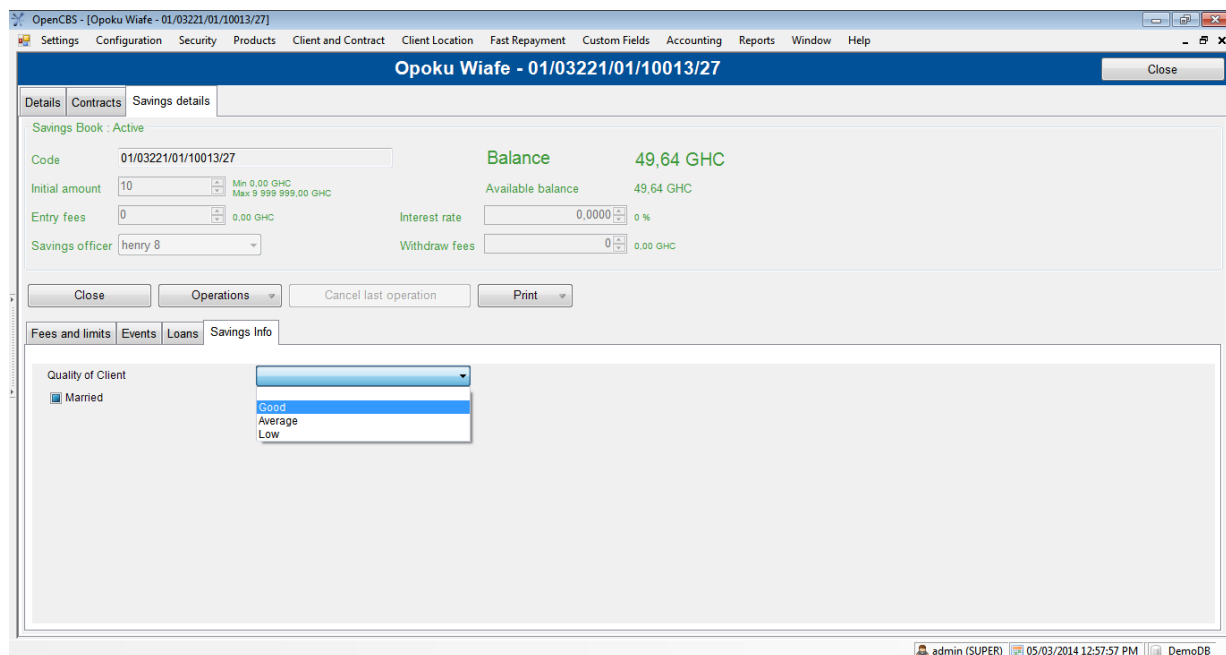 OpenCBS - [Opoku Wiafe - 01/03221/01/10013/27]
Settings Configuration Security Products Client and Contract Client Location Fast Repayment Custom Fields Accounting Reports Window Help
Opoku Wiafe - 01/03221/01/10013/27 Close
Details Contracts Savings details
Savings Book : Active
Code 01/03221/01/10013/27 Balance 49,64 GHC
Initial amount 10 Min 0,00 GHC
Max 9 999 999,00 GHC
Available balance 49,64 GHC
Entry fees 0 0,00 GHC Interest rate 0,0000 0 %
Savings officer henry 8 Withdraw fees 0 0,00 GHC
Close Operations Cancel last operation Print
Fees and limits Events Loans Savings Info
Quality of Client
Married
Good
Average
Low
admin (SUPER) 05/03/2014 12:57:57 PM DemoDB